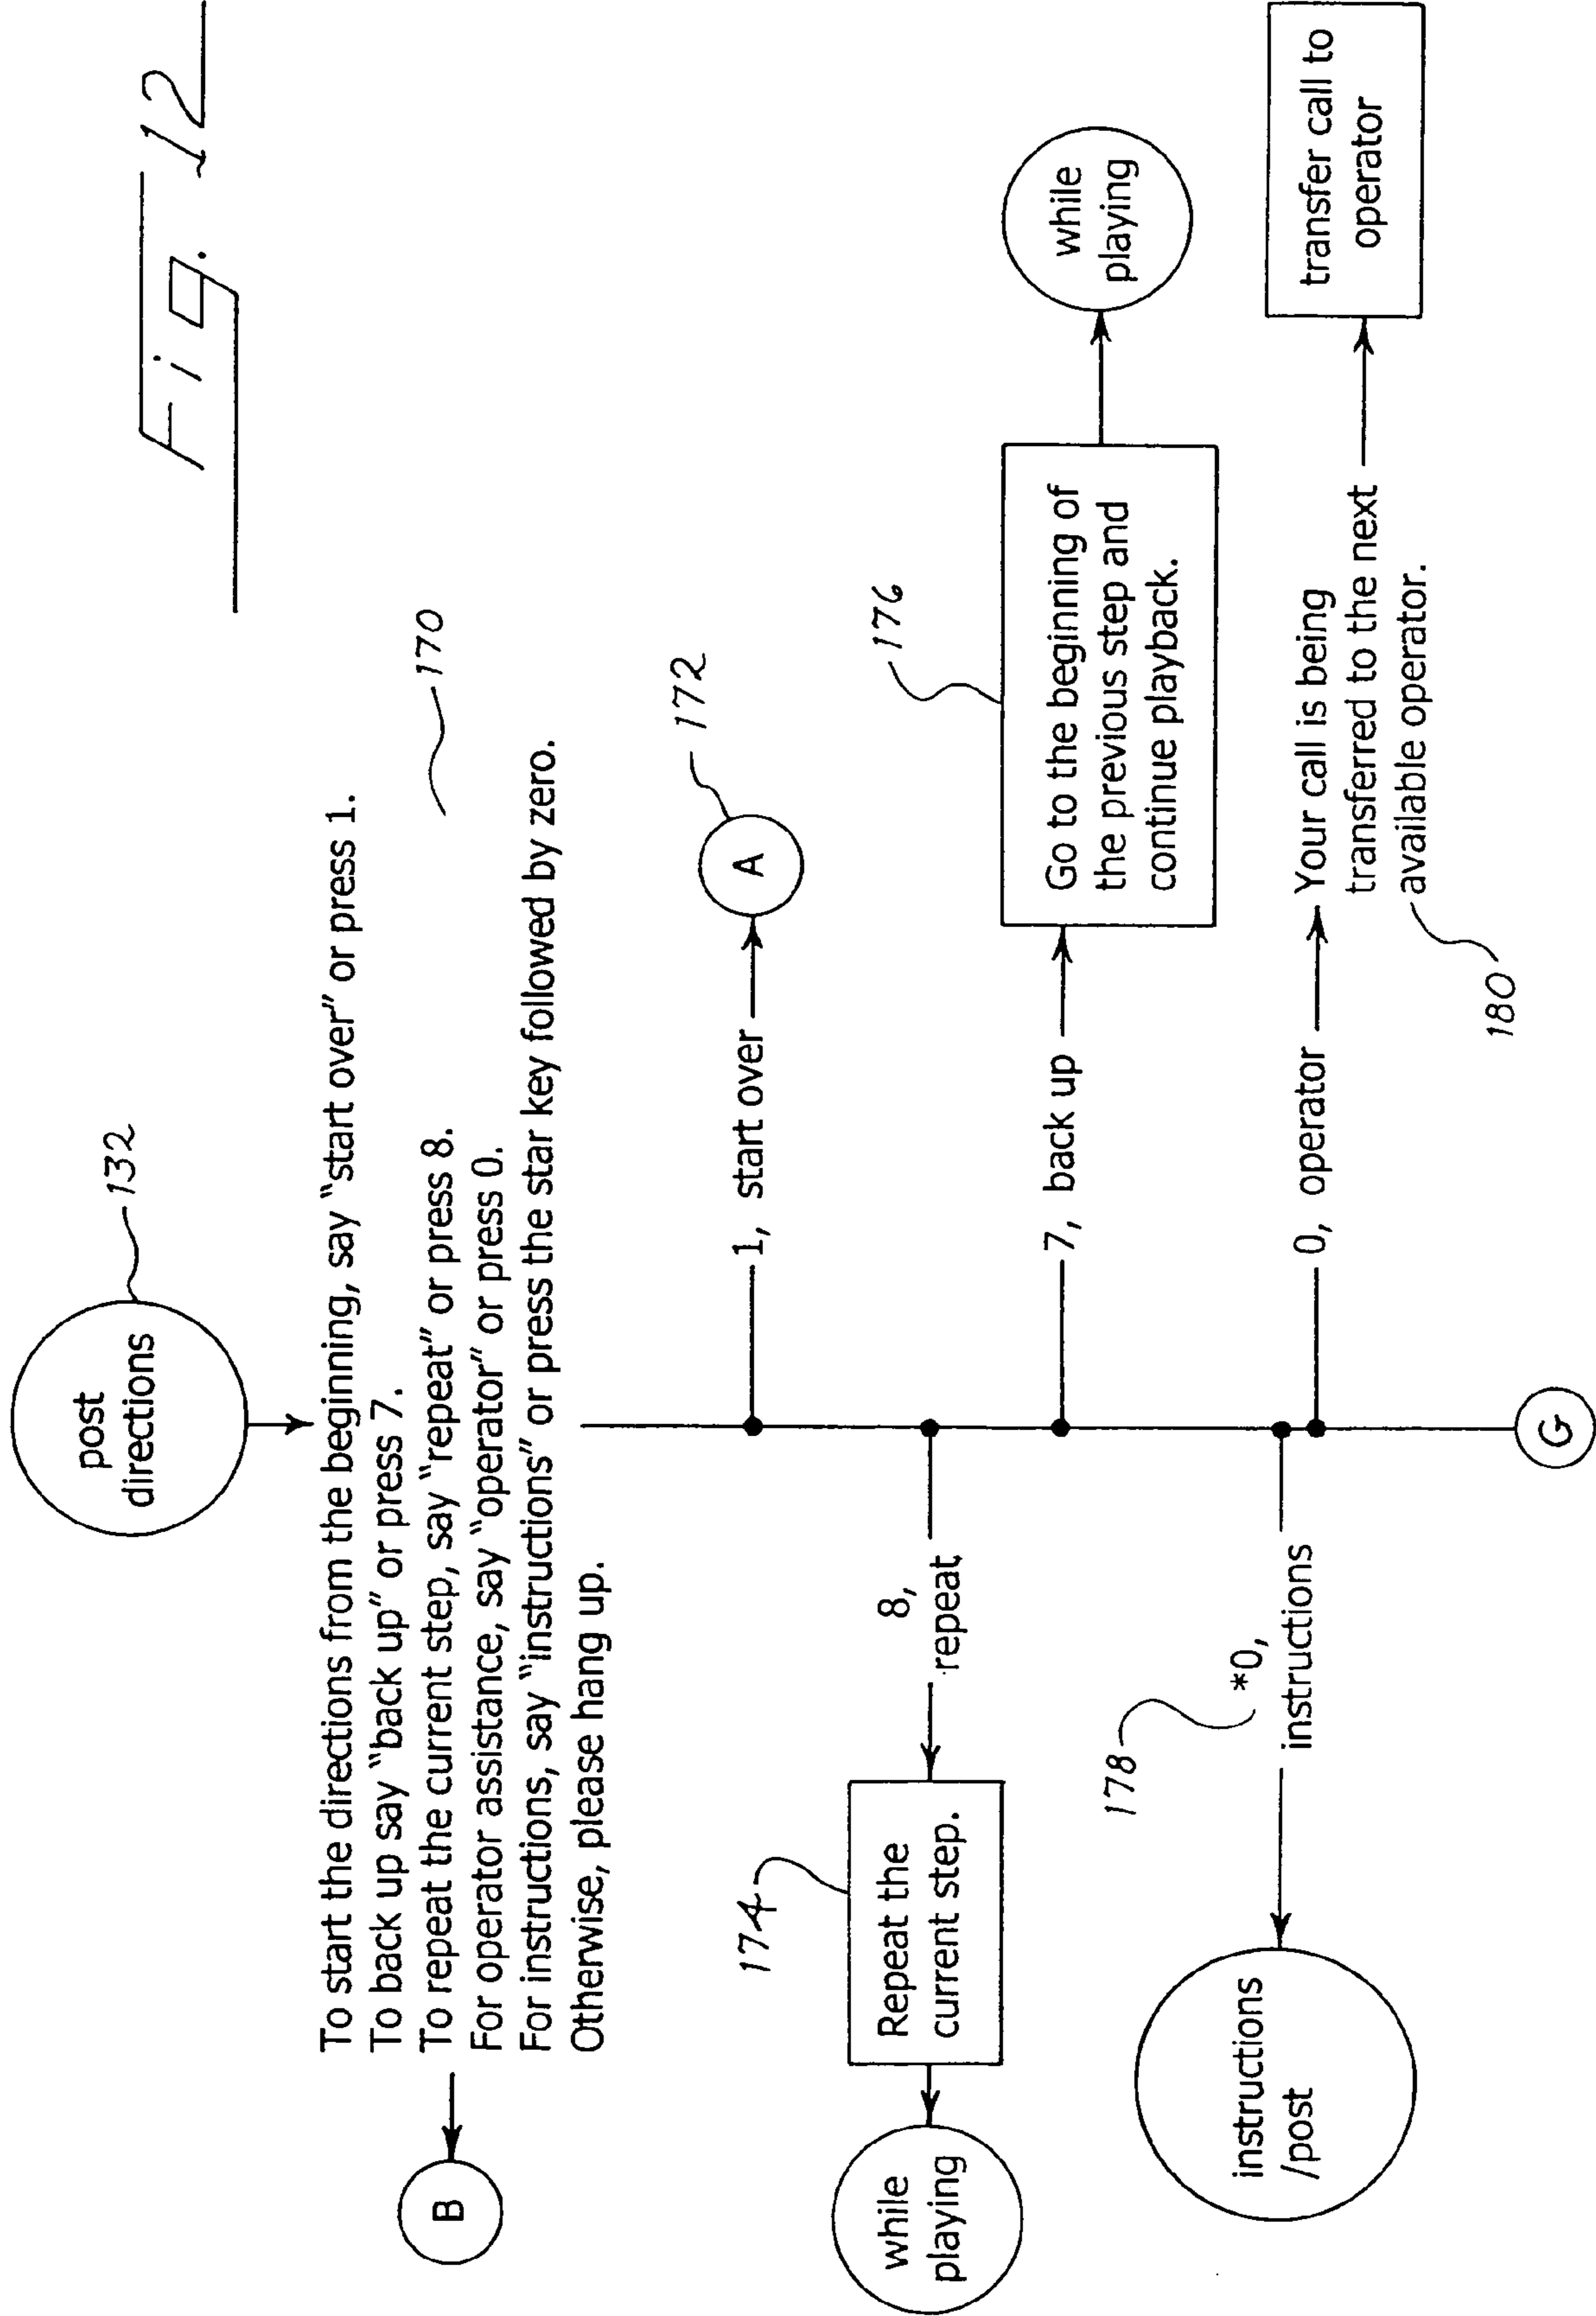 Fig. 12
post
directions
132
To start the directions from the beginning, say "start over" or press 1.
To back up say "back up" or press 7.
To repeat the current step, say "repeat" or press 8.
For operator assistance, say "operator" or press 0.
For instructions, say "instructions" or press the star key followed by zero.
Otherwise, please hang up.
170
B
1, start over
A
172
8,
repeat
Repeat the
current step.
174
while
playing
7, back up
Go to the beginning of
the previous step and
continue playback.
176
while
playing
*0,
instructions
178
instructions
/post
0, operator
Your call is being
transferred to the next
available operator.
180
transfer call to
operator
G